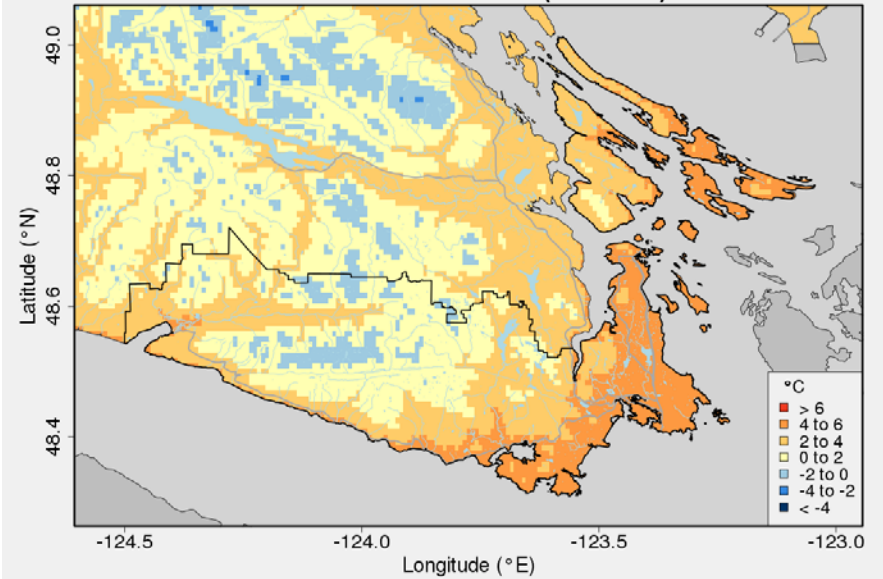 49.0
48.8
48.6
48.4
Latitude (°N)
-124.5
-124.0
-123.5
-123.0
Longitude (°E)
°C
> 6
4 to 6
2 to 4
0 to 2
-2 to 0
-4 to -2
< -4